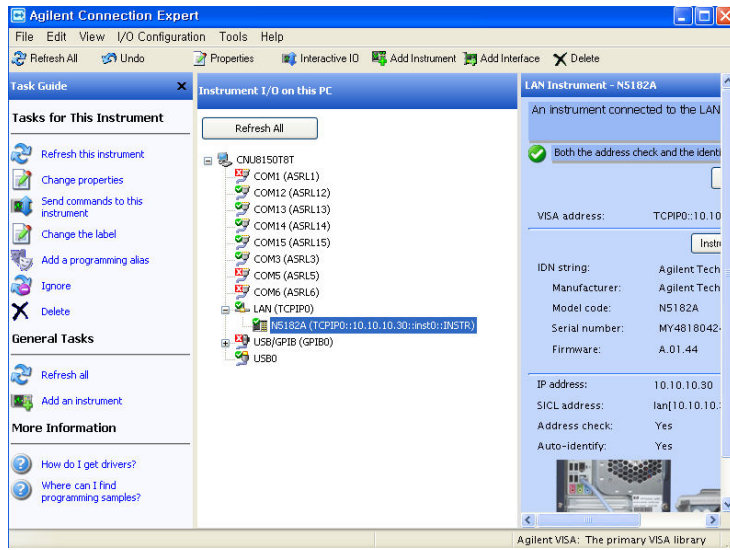 Agilent Connection Expert
File Edit View I/O Configuration Tools Help
Refresh All Undo Properties Interactive IO Add Instrument Add Interface Delete
Task Guide
Tasks for This Instrument
Refresh this instrument
Change properties
Send commands to this
instrument
Change the label
Add a programming alias
Ignore
Delete
General Tasks
Refresh all
Add an instrument
More Information
How do I get drivers?
Where can I find
programming samples?
Instrument I/O on this PC
Refresh All
CNU8150T8T
COM1 (ASRL1)
COM12 (ASRL12)
COM13 (ASRL13)
COM14 (ASRL14)
COM15 (ASRL15)
COM3 (ASRL3)
COM5 (ASRL5)
COM6 (ASRL6)
LAN (TCPIP0)
N5182A (TCPIP0::10.10.10.30::inst0::INSTR)
USB/GPIB (GPIB0)
USB0
LAN Instrument - N5182A
An instrument connected to the LAN
Both the address check and the identi
VISA address: TCPIP0::10.10
Instru
IDN string: Agilent Tech
Manufacturer: Agilent Tech
Model code: N5182A
Serial number: MY4818042
Firmware: A.01.44
IP address: 10.10.10.30
SICL address: lan[10.10.10.
Address check: Yes
Auto-identify: Yes
Agilent VISA: The primary VISA library